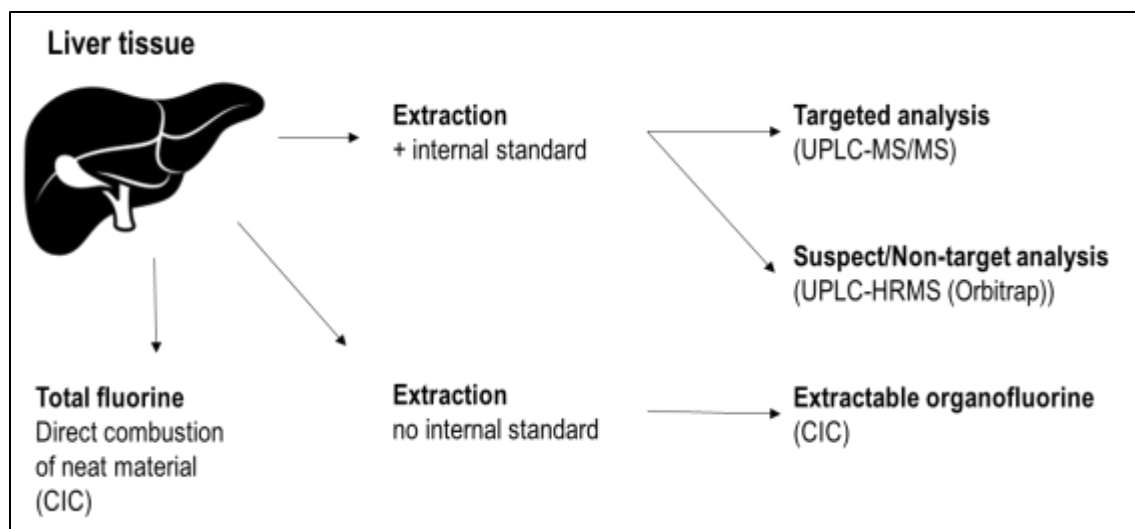 Liver tissue
Extraction
+ internal standard
Targeted analysis
(UPLC-MS/MS)
Suspect/Non-target analysis
(UPLC-HRMS (Orbitrap))
Total fluorine
Direct combustion
of neat material
(CIC)
Extraction
no internal standard
Extractable organofluorine
(CIC)